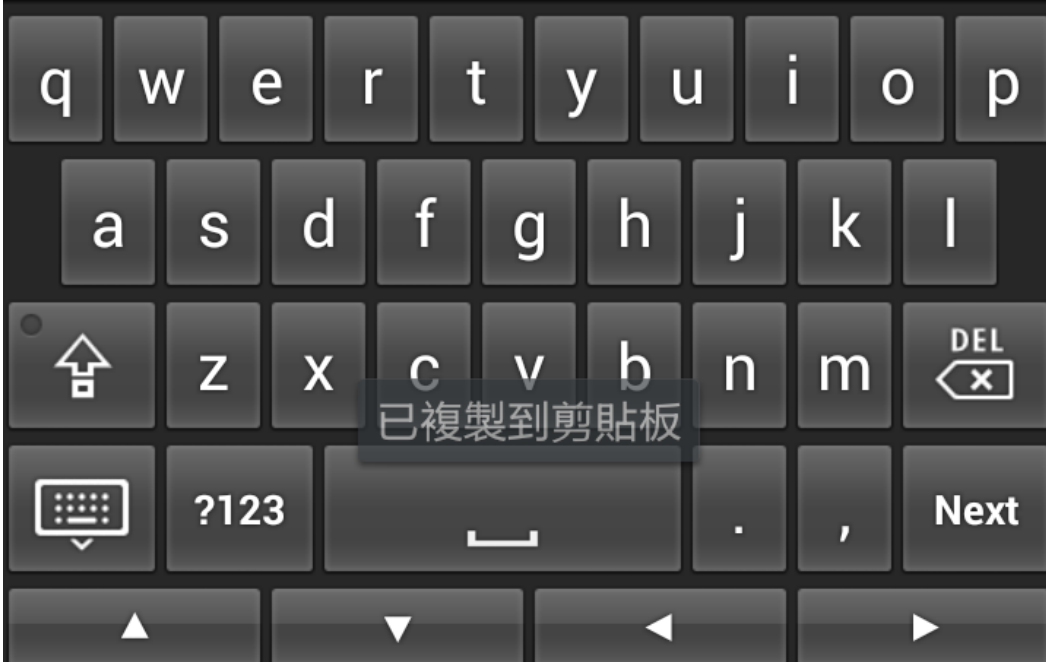 q w e r t y u i o p
a s d f g h j k l
z x c v b n m DEL
已複製到剪貼板
?123 . , Next